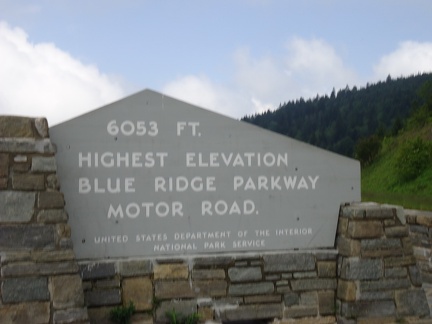 6053 FT.
HIGHEST ELEVATION
BLUE RIDGE PARKWAY
MOTOR ROAD.
UNITED STATES DEPARTMENT OF THE INTERIOR
NATIONAL PARK SERVICE.